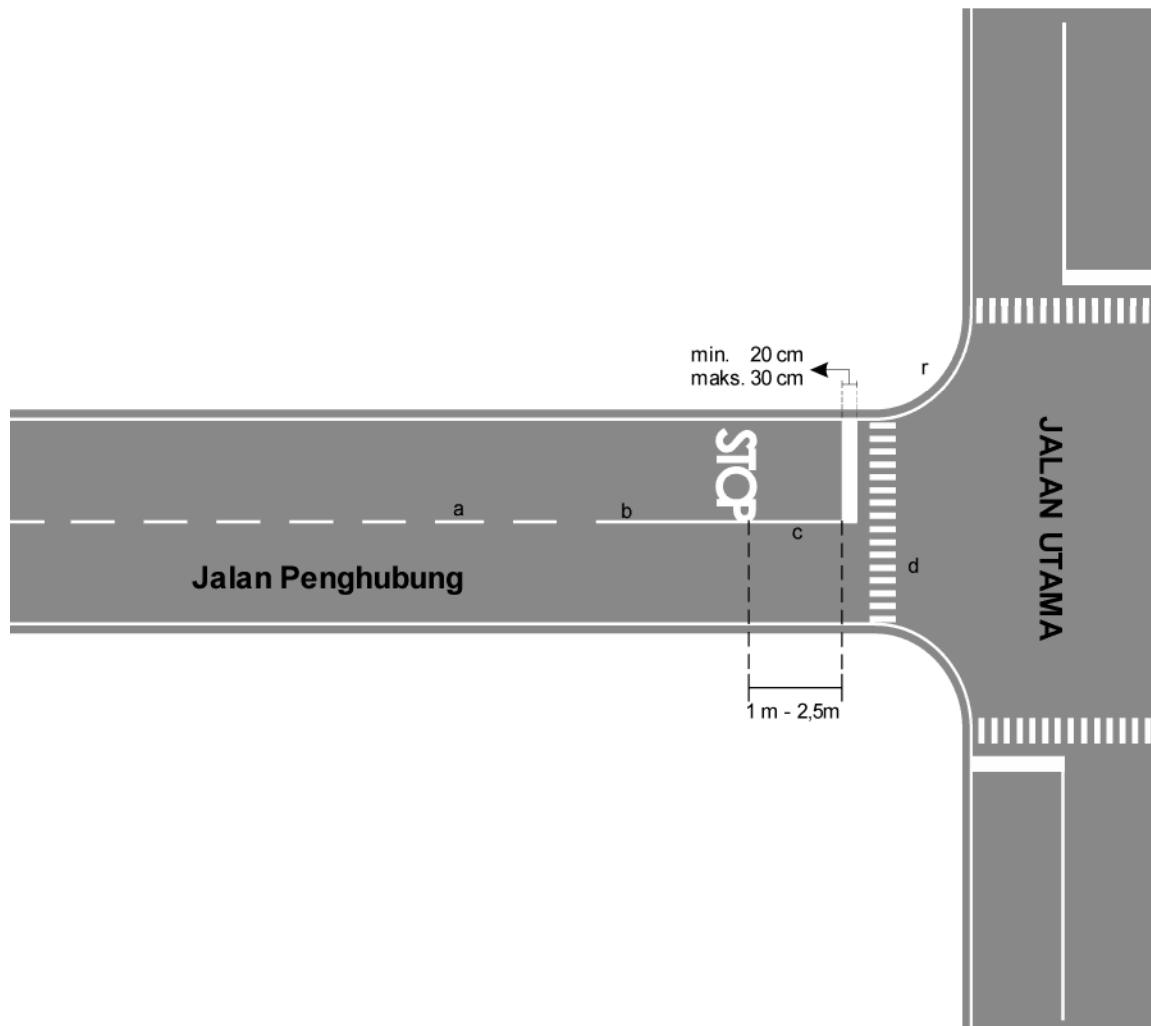 r
min. 20 cm
maks. 30 cm
STOP
a
b
c
d
Jalan Penghubung
JALAN UTAMA
1 m - 2,5m